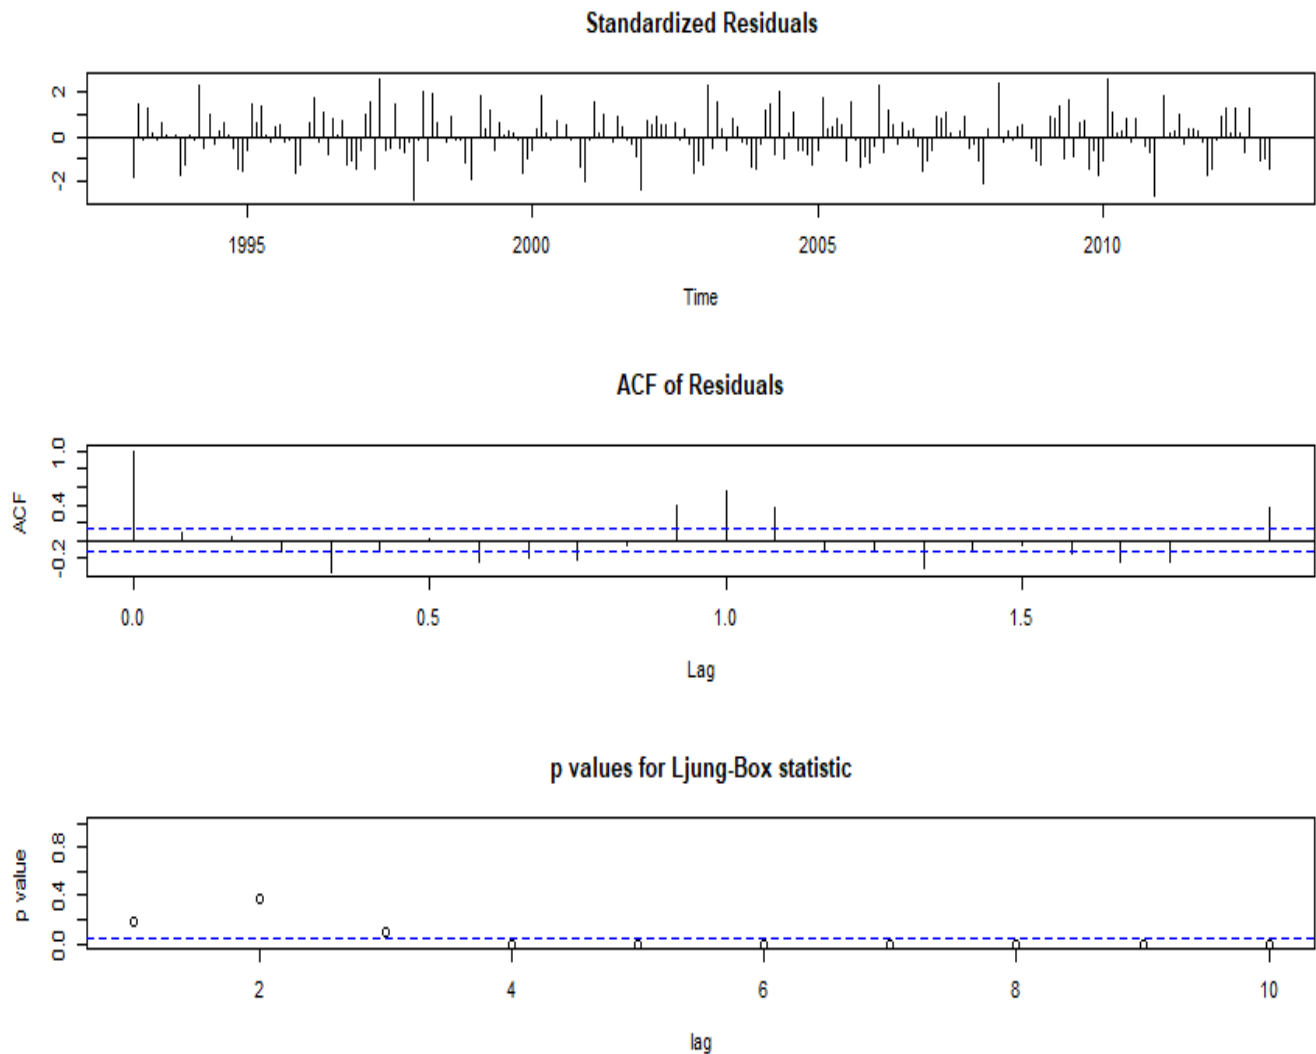 Standardized Residuals
2
0
-2
1995 2000 2005 2010
Time
ACF of Residuals
ACF
1.0
0.4
-0.2
0.0 0.5 1.0 1.5
Lag
p values for Ljung-Box statistic
p value
0.8
0.4
0.0
2 4 6 8 10
lag